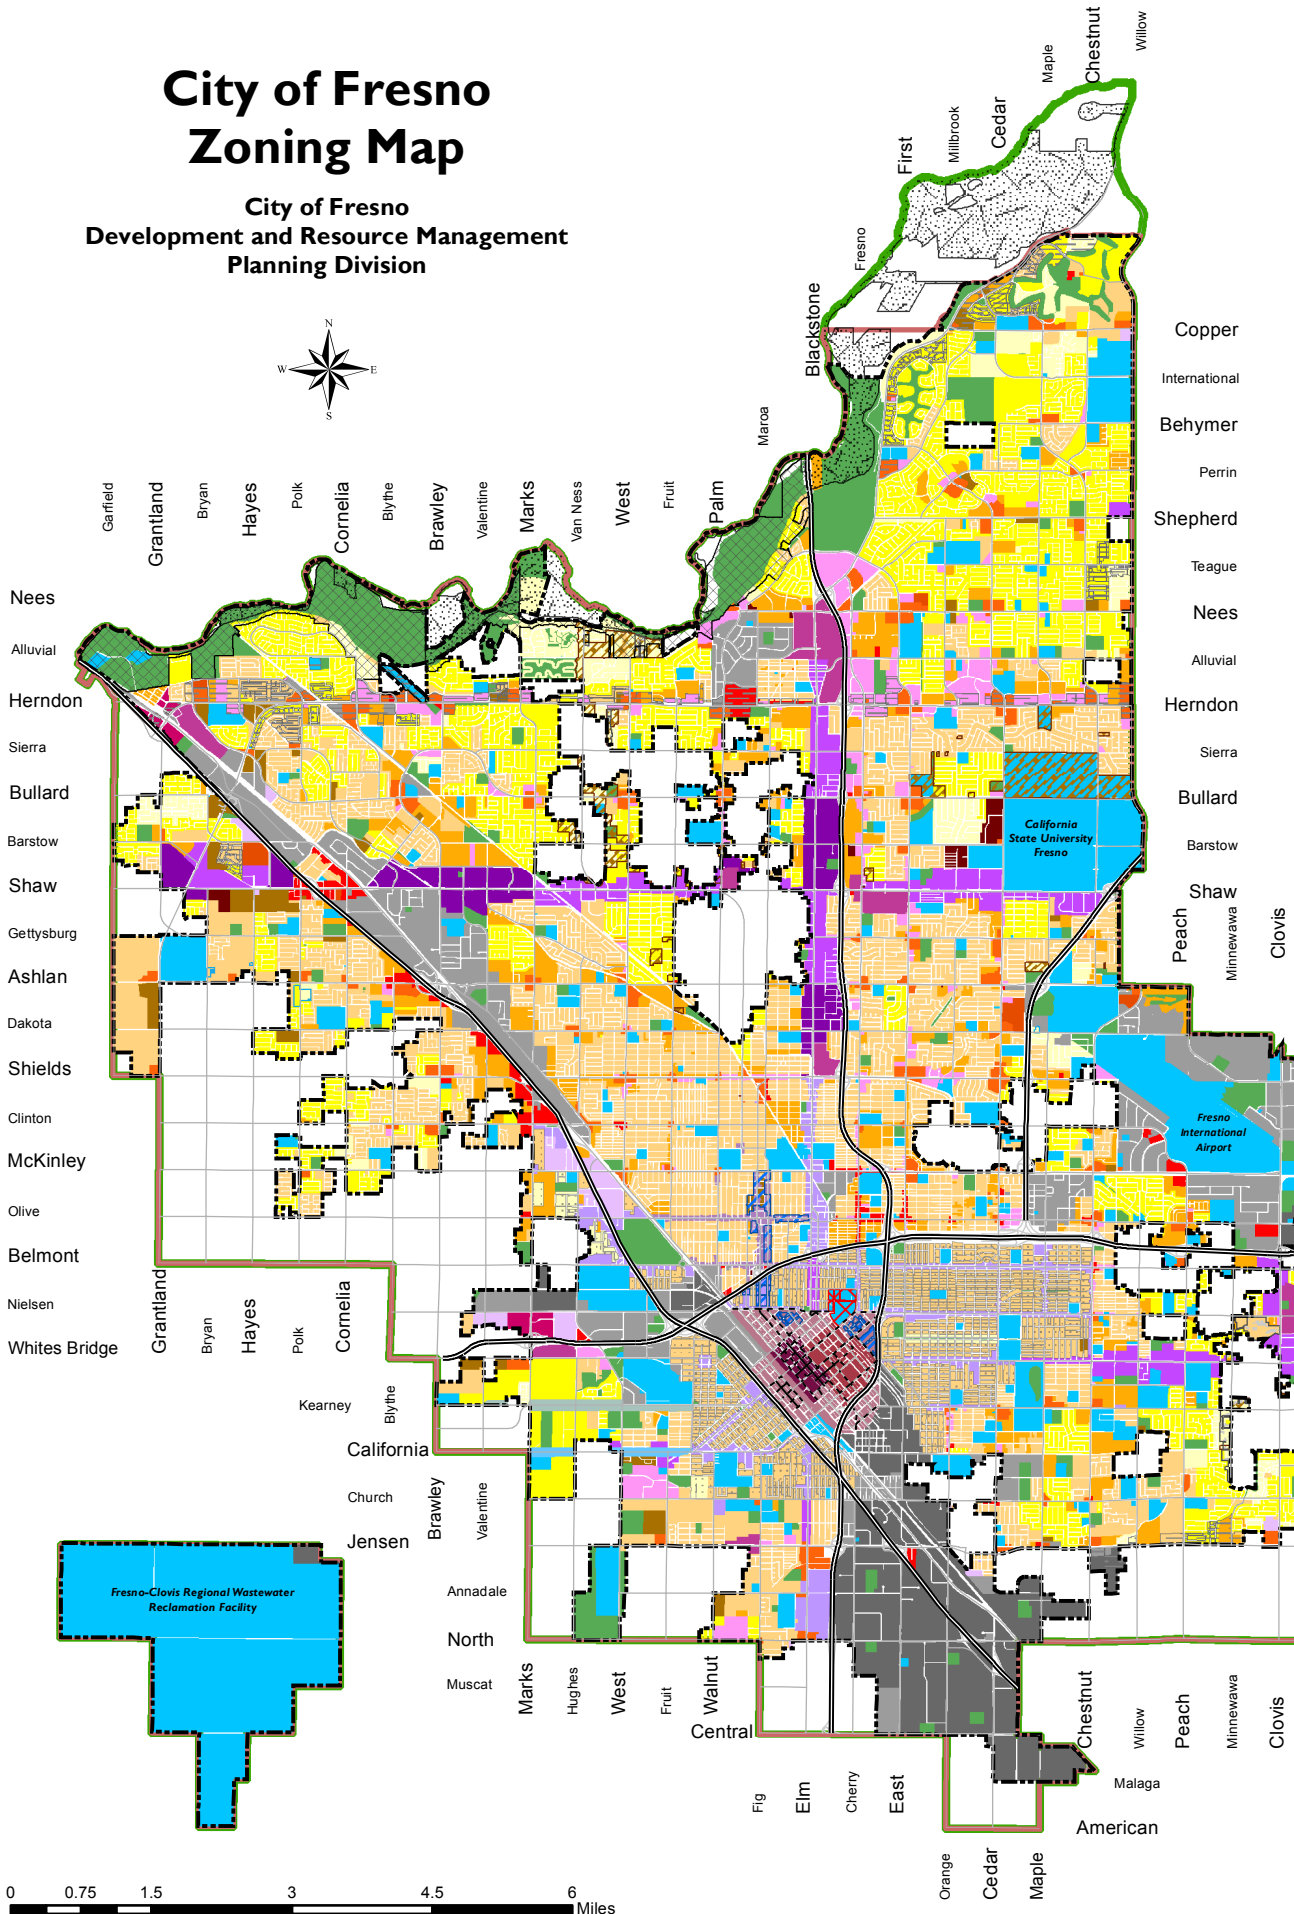 City of Fresno
Zoning Map
City of Fresno
Development and Resource Management
Planning Division
N
W
E
S
Willow
Chestnut
Maple
Cedar
Millbrook
First
Fresno
Blackstone
Maroa
Palm
Fruit
West
Van Ness
Marks
Valentine
Brawley
Blythe
Cornelia
Polk
Hayes
Bryan
Grantland
Garfield
Copper
International
Behymer
Perrin
Shepherd
Teague
Nees
Alluvial
Herndon
Sierra
Bullard
Barstow
Shaw
Peach
Minnewawa
Clovis
Nees
Alluvial
Herndon
Sierra
Bullard
Barstow
Shaw
Gettysburg
Ashlan
Dakota
Shields
Clinton
McKinley
Olive
Belmont
Nielsen
Whites Bridge
California
State University
Fresno
Fresno
International
Airport
Grantland
Bryan
Hayes
Polk
Cornelia
Kearney
Blythe
California
Church
Brawley
Valentine
Jensen
Annadale
North
Muscat
Fresno-Clovis Regional Wastewater
Reclamation Facility
Marks
Hughes
West
Fruit
Walnut
Central
Chestnut
Willow
Peach
Minnewawa
Clovis
Fig
Elm
Cherry
East
Malaga
American
Orange
Cedar
Maple
0 0.75 1.5 3 4.5 6
Miles